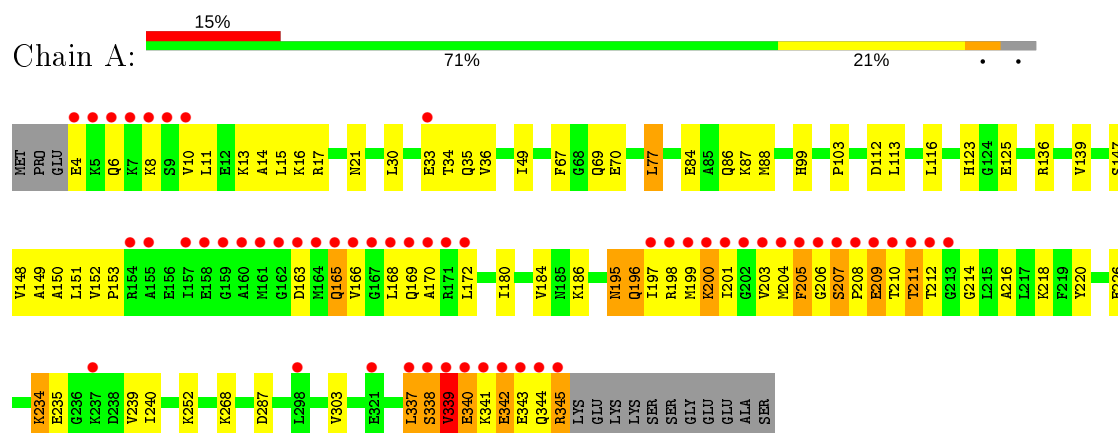 15%
Chain A:
71% 21% • •
MET PRO GLU E4 K5 Q6 K7 K8 S9 V10 L11 E12 K13 A14 L15 K16 R17 N21 L30 E33 T34 Q35 V36 I49 F67 G68 Q69 E70 L77 E84 A85 Q86 K87 M88 H99 P103 D112 L113 L116 H123 G124 E125 R136 V139 S147
V148 A149 A150 L151 V152 P153 R154 A155 E156 I157 E158 G159 A160 M161 G162 D163 M164 Q165 V166 G167 L168 Q169 A170 R171 L172 I180 V184 N185 K186 N195 Q196 I197 R198 M199 K200 I201 G202 V203 M204 F205 G206 S207 P208 E209 T210 T211 T212 G213 G214 L215 A216 L217 K218 F219 Y220 E226
K234 E235 G236 K237 D238 V239 I240 K252 K268 D287 L298 V303 E321 L337 S338 V339 E340 K341 E342 E343 Q344 R345 LYS GLU LYS LYS SER SER GLY GLU GLU ALA SER